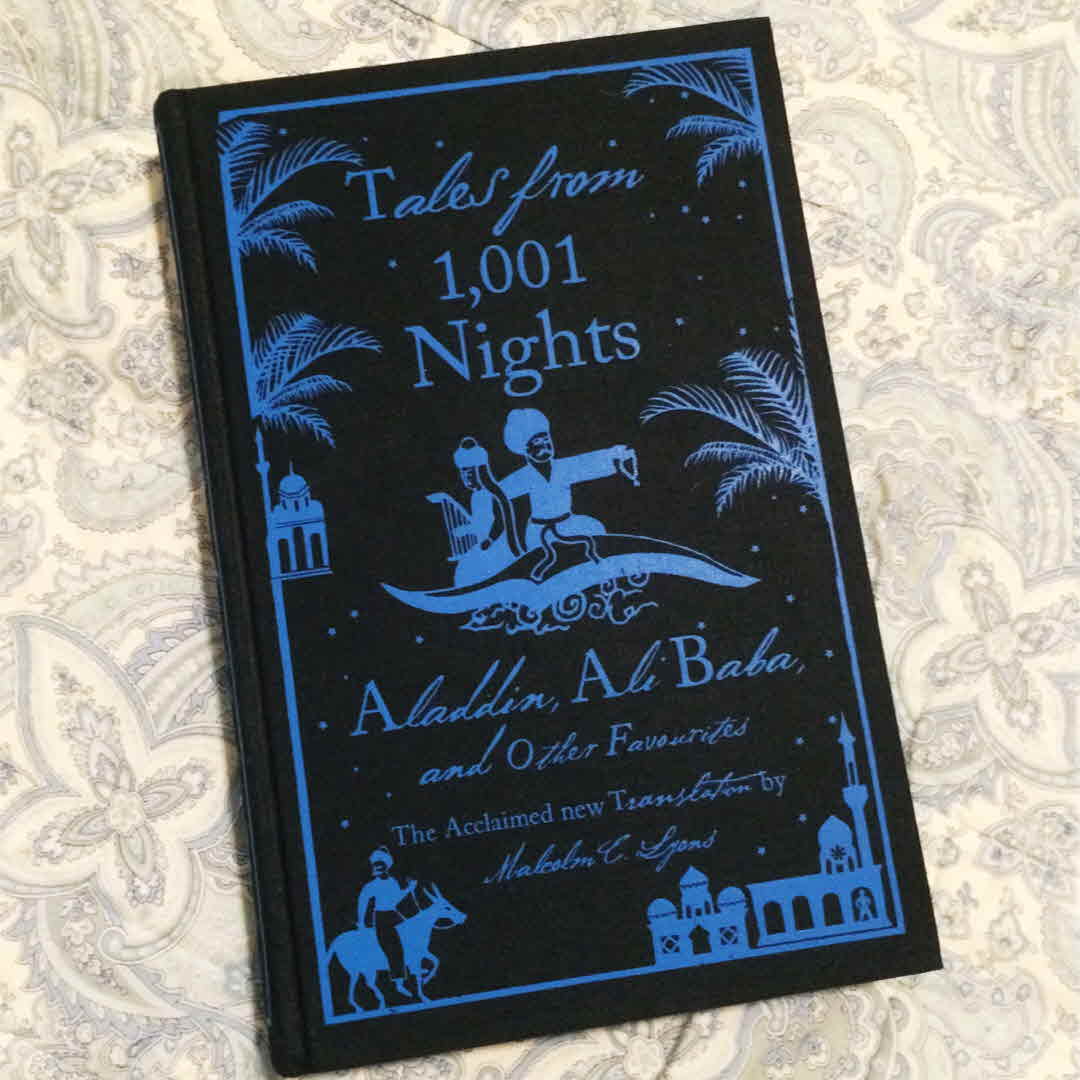 Tales from
1,001
Nights
Aladdin, Ali Baba,
and Other Favourites
The Acclaimed new Translation by
Malcolm C. Lyons